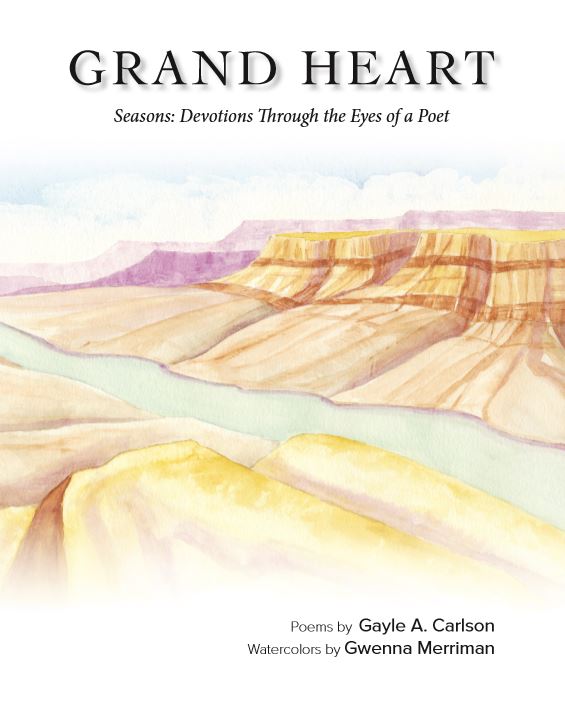 GRAND HEART
Seasons: Devotions Through the Eyes of a Poet
Poems by Gayle A. Carlson
Watercolors by Gwenna Merriman